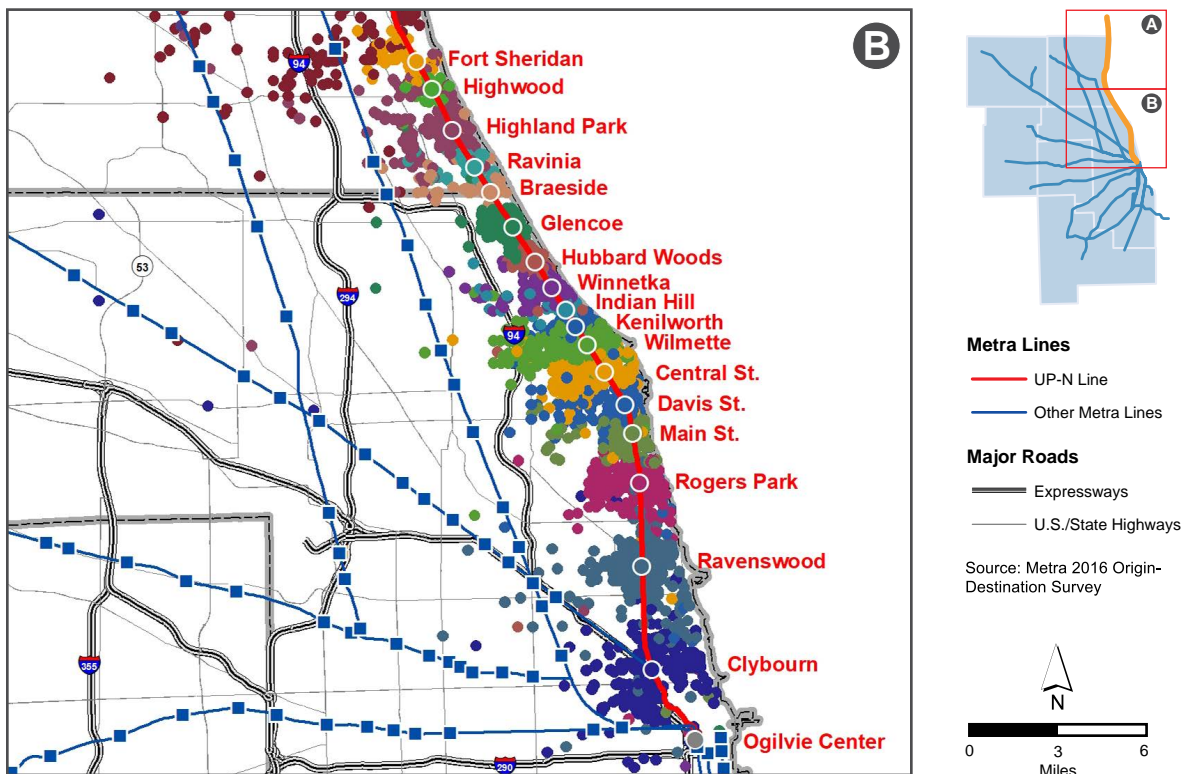 B
94
Fort Sheridan
Highwood
Highland Park
Ravinia
Braeside
Glencoe
53
Hubbard Woods
294
Winnetka
Indian Hill
94
Kenilworth
Wilmette
Central St.
Davis St.
Main St.
Rogers Park
Ravenswood
355
Clybourn
Ogilvie Center
290
A
B
Metra Lines
UP-N Line
Other Metra Lines
Major Roads
Expressways
U.S./State Highways
Source: Metra 2016 Origin-
Destination Survey
N
0 3 6
Miles